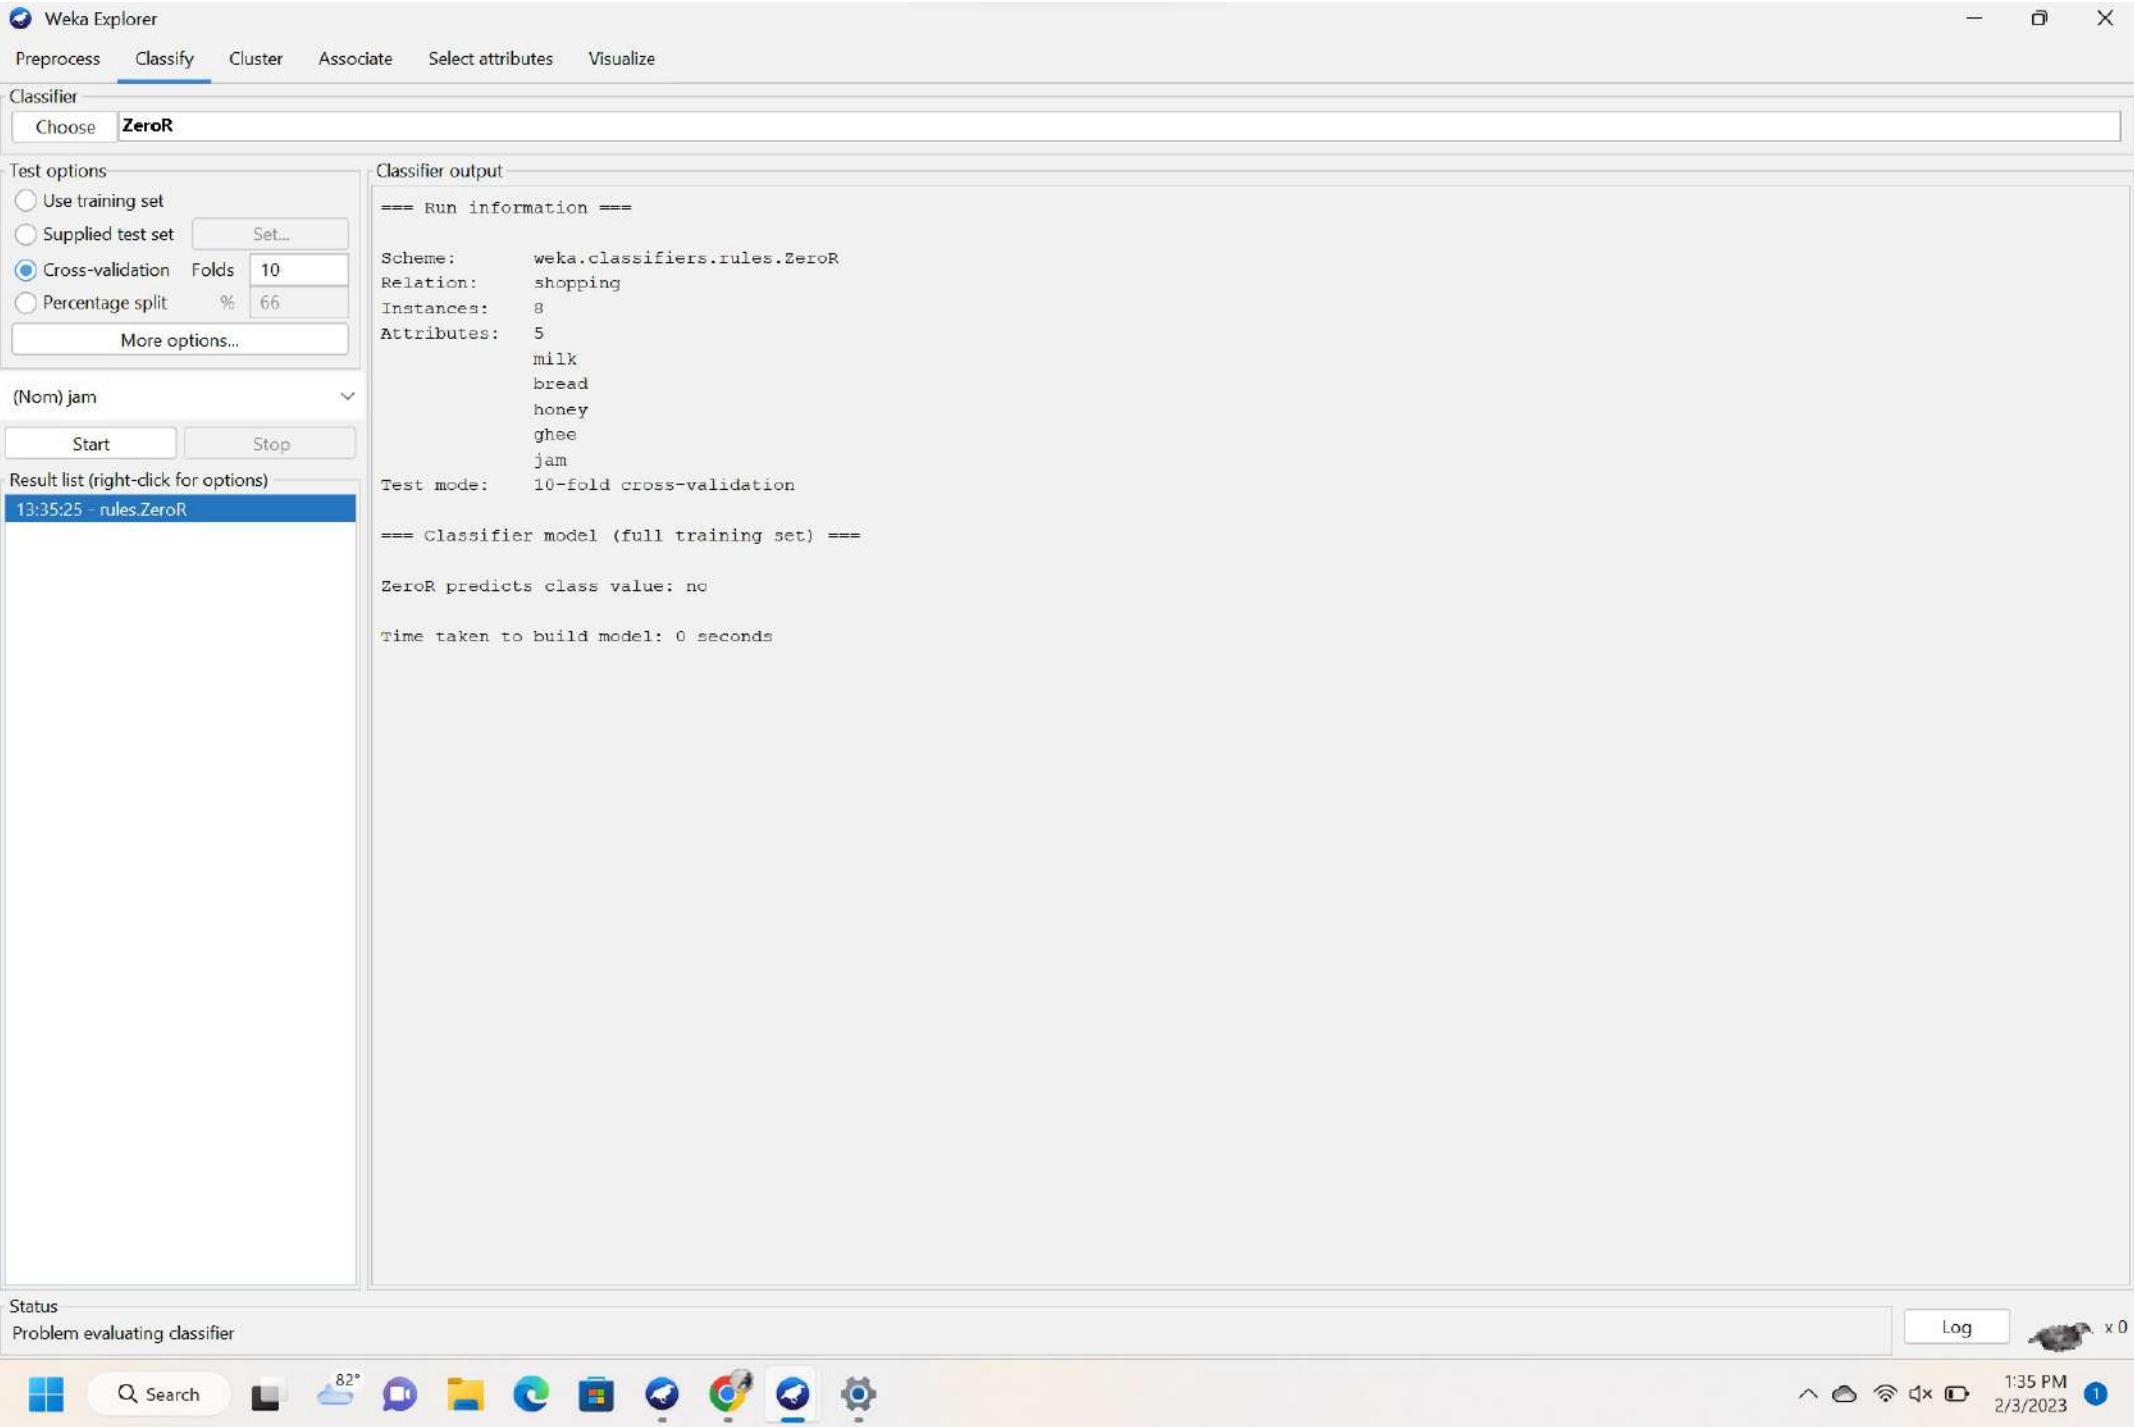 Weka Explorer
Preprocess Classify Cluster Associate Select attributes Visualize
Classifier
Choose ZeroR
Test options
Use training set
Supplied test set Set...
Cross-validation Folds 10
Percentage split % 66
More options...
(Nom) jam
Start Stop
Result list (right-click for options)
13:35:25 - rules.ZeroR
Classifier output
=== Run information ===
Scheme: weka.classifiers.rules.ZeroR
Relation: shopping
Instances: 8
Attributes: 5
milk
bread
honey
ghee
jam
Test mode: 10-fold cross-validation
=== Classifier model (full training set) ===
ZeroR predicts class value: no
Time taken to build model: 0 seconds
Status
Problem evaluating classifier
Log x 0
Search 82°
1:35 PM
2/3/2023
1